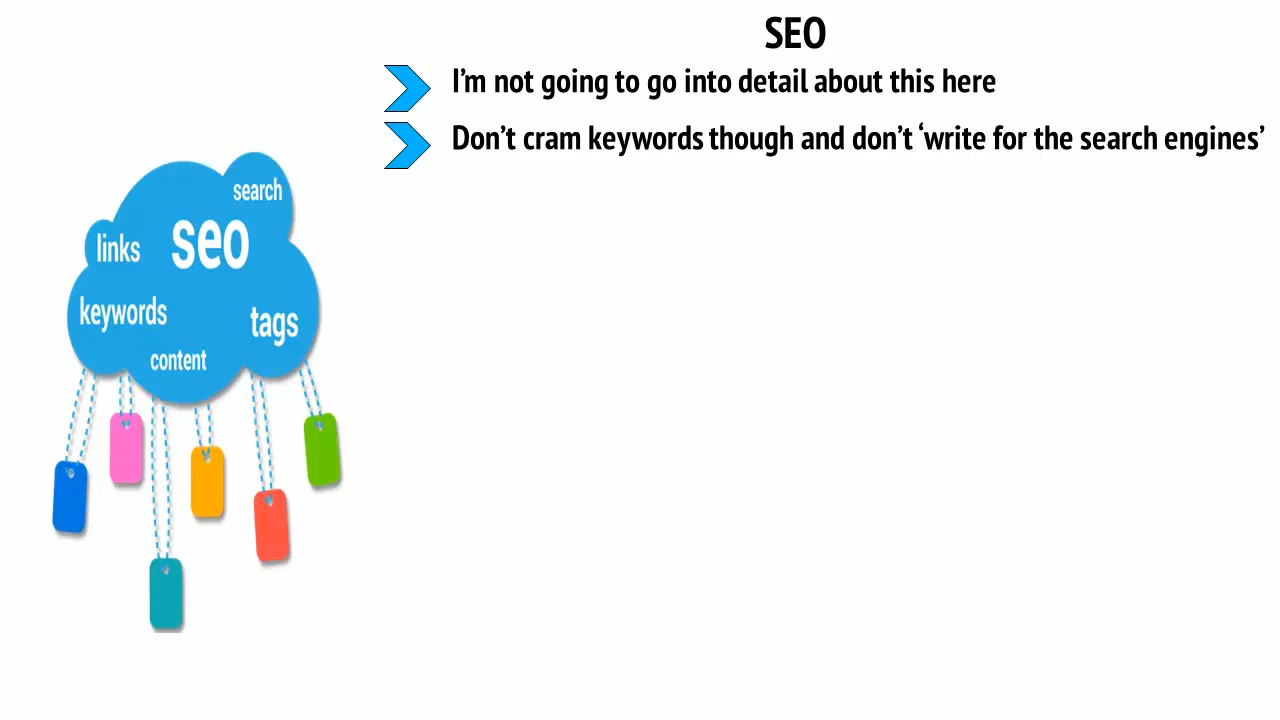 SEO
I'm not going to go into detail about this here
Don't cram keywords though and don't ‘write for the search engines’
search
links
seo
keywords
tags
content